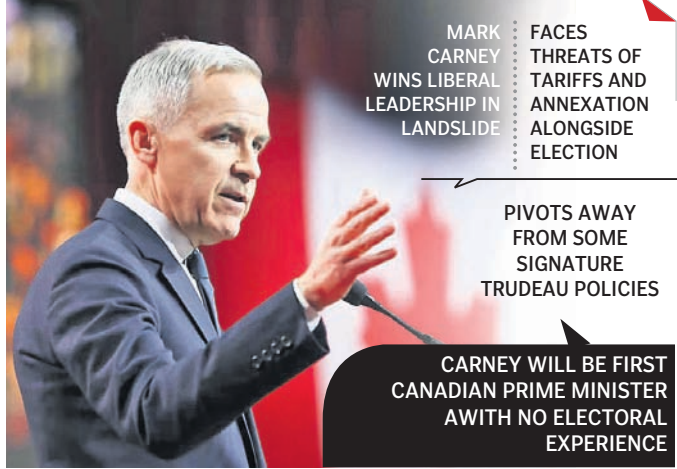 MARK
CARNEY
WINS LIBERAL
LEADERSHIP IN
LANDSLIDE
FACES
THREATS OF
TARIFFS AND
ANNEXATION
ALONGSIDE
ELECTION
PIVOTS AWAY
FROM SOME
SIGNATURE
TRUDEAU POLICIES
CARNEY WILL BE FIRST
CANADIAN PRIME MINISTER
AWITH NO ELECTORAL
EXPERIENCE